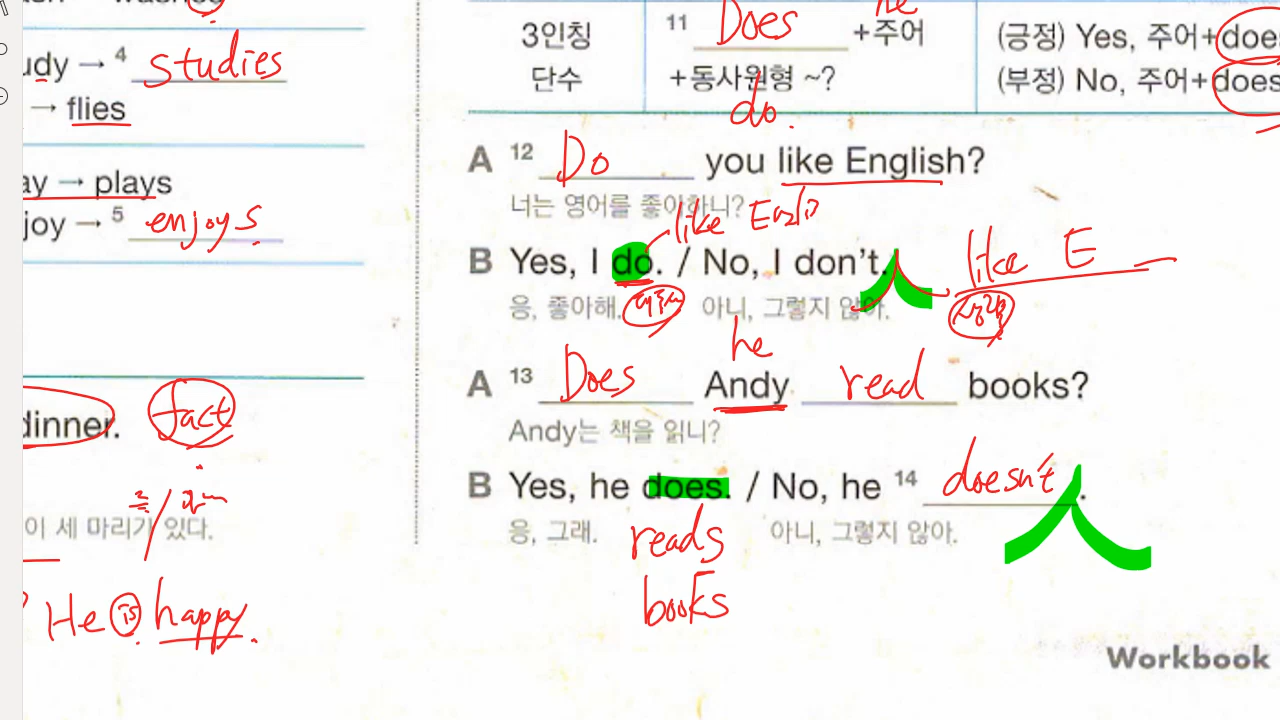 udy → 4 studies
→ flies
ay → plays
joy → 5 enjoys
dinner. fact
이 세 마리가 있다.
He is happy.
3인칭 단수
11 Does he +주어
+동사원형 ~?
do.
(긍정) Yes, 주어+does
(부정) No, 주어+does
A 12 Do you like English?
너는 영어를 좋아하니?
like
B Yes, I do. / No, I don't. like E
응, 좋아해. 아니, 그렇지 않아. 생략
he
A 13 Does Andy read books?
Andy는 책을 읽니?
B Yes, he does. / No, he 14 doesn't.
응, 그래. 아니, 그렇지 않아.
reads
books
Workbook